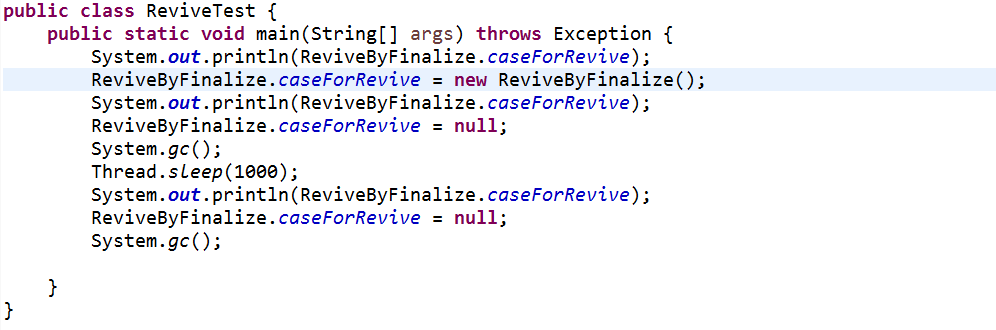 public class ReviveTest {
    public static void main(String[] args) throws Exception {
        System.out.println(ReviveByFinalize.caseForRevive);
        ReviveByFinalize.caseForRevive = new ReviveByFinalize();
        System.out.println(ReviveByFinalize.caseForRevive);
        ReviveByFinalize.caseForRevive = null;
        System.gc();
        Thread.sleep(1000);
        System.out.println(ReviveByFinalize.caseForRevive);
        ReviveByFinalize.caseForRevive = null;
        System.gc();
    }
}